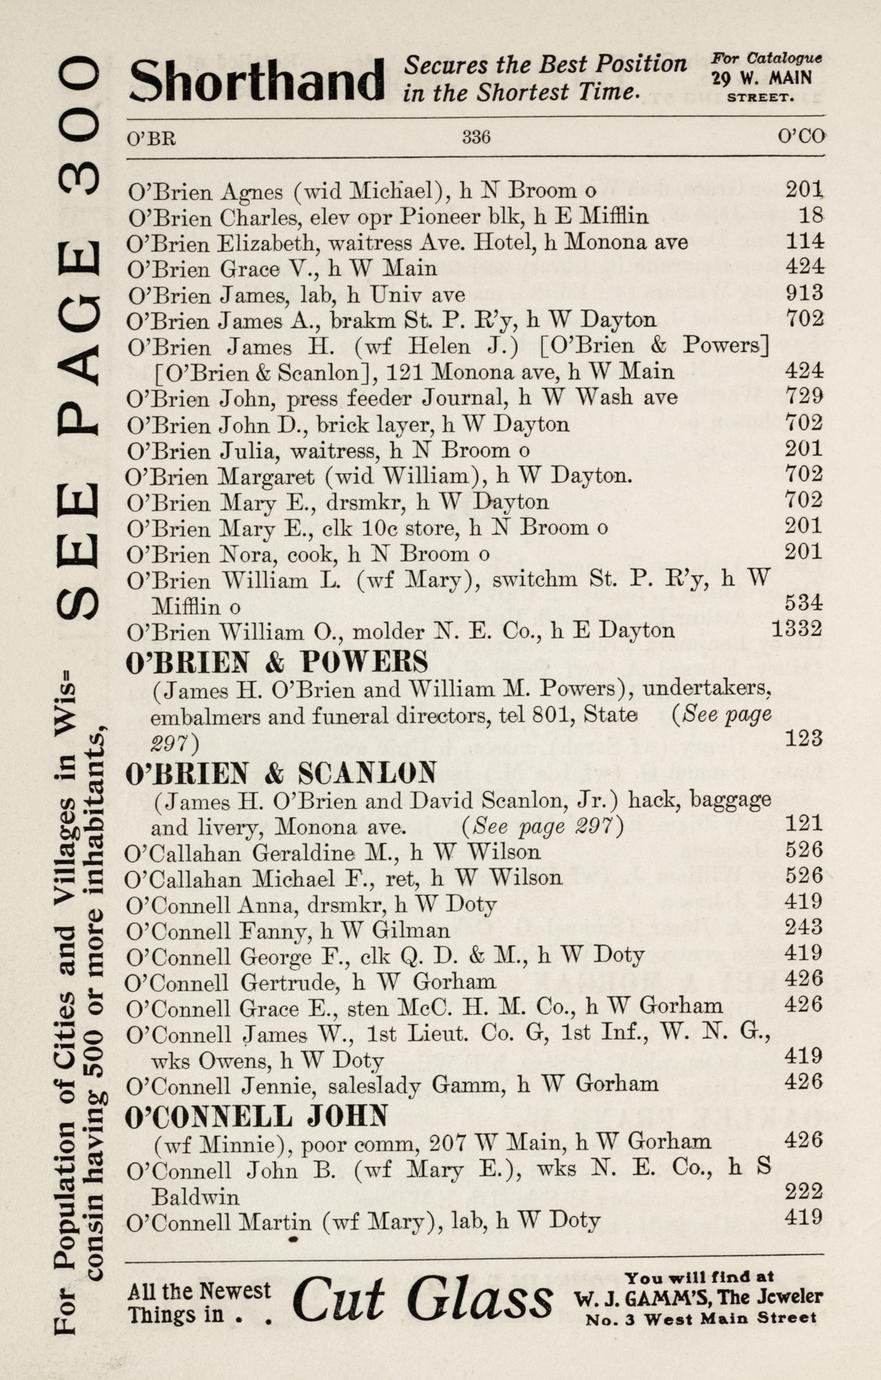 Shorthand Secures the Best Position For Catalogue
in the Shortest Time. 29 W. MAIN
STREET.
O'BR 336 O'CO
O'Brien Agnes (wid Michael), h N Broom o 201
O'Brien Charles, elev opr Pioneer blk, h E Mifflin 18
O'Brien Elizabeth, waitress Ave. Hotel, h Monona ave 114
O'Brien Grace V., h W Main 424
O'Brien James, lab, h Univ ave 913
O'Brien James A., brakm St. P. R'y, h W Dayton 702
O'Brien James H. (wf Helen J.) [O'Brien & Powers]
[O'Brien & Scanlon], 121 Monona ave, h W Main 424
O'Brien John, press feeder Journal, h W Wash ave 729
O'Brien John D., brick layer, h W Dayton 702
O'Brien Julia, waitress, h N Broom o 201
O'Brien Margaret (wid William), h W Dayton. 702
O'Brien Mary E., drsmkr, h W Dayton 702
O'Brien Mary E., clk 10c store, h N Broom o 201
O'Brien Nora, cook, h N Broom o 201
O'Brien William L. (wf Mary), switchm St. P. R'y, h W
Mifflin o 534
O'Brien William O., molder N. E. Co., h E Dayton 1332
O'BRIEN & POWERS
(James H. O'Brien and William M. Powers), undertakers,
embalmers and funeral directors, tel 801, State (See page
297) 123
O'BRIEN & SCANLON
(James H. O'Brien and David Scanlon, Jr.) hack, baggage
and livery, Monona ave. (See page 297) 121
O'Callahan Geraldine M., h W Wilson 526
O'Callahan Michael F., ret, h W Wilson 526
O'Connell Anna, drsmkr, h W Doty 419
O'Connell Fanny, h W Gilman 243
O'Connell George F., clk Q. D. & M., h W Doty 419
O'Connell Gertrude, h W Gorham 426
O'Connell Grace E., sten McC. H. M. Co., h W Gorham 426
O'Connell James W., 1st Lieut. Co. G, 1st Inf., W. N. G.,
wks Owens, h W Doty 419
O'Connell Jennie, saleslady Gamm, h W Gorham 426
O'CONNELL JOHN
(wf Minnie), poor comm, 207 W Main, h W Gorham 426
O'Connell John B. (wf Mary E.), wks N. E. Co., h S
Baldwin 222
O'Connell Martin (wf Mary), lab, h W Doty 419
All the Newest Cut Glass You will find at
Things in . . W. J. GAMM'S, The Jeweler
No. 3 West Main Street
For Population of Cities and Villages in Wis= SEE PAGE 300
consin having 500 or more inhabitants,